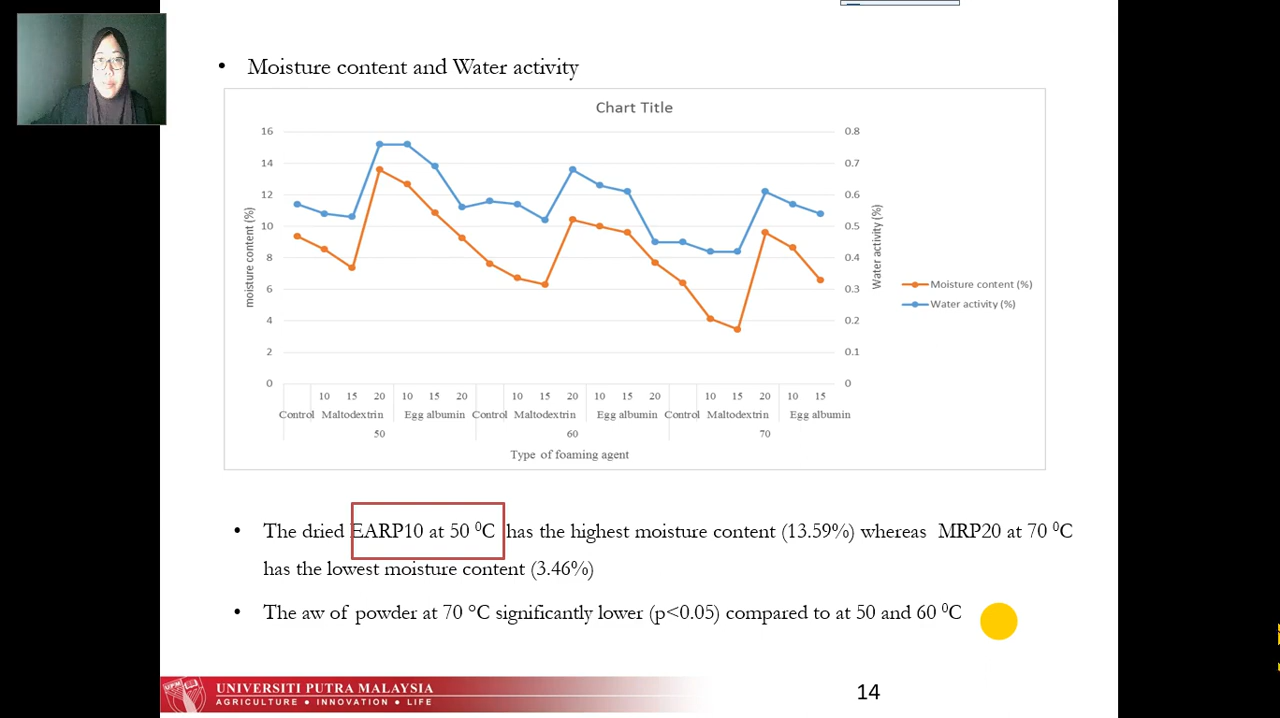 • Moisture content and Water activity
Chart Title
16 0.8
14 0.7
12 0.6
10 0.5
8 0.4
6 0.3
4 0.2
2 0.1
0 0
moisture content (%)
Water activity (%)
Moisture content (%)
Water activity (%)
10 15 20 10 15 20 10 15 20 10 15 20 10 15 20 10 15
Control Maltodextrin Egg albumin Control Maltodextrin Egg albumin Control Maltodextrin Egg albumin
50 60 70
Type of foaming agent
• The dried EARP10 at 50 ⁰C has the highest moisture content (13.59%) whereas MRP20 at 70 ⁰C
has the lowest moisture content (3.46%)
• The aw of powder at 70 °C significantly lower (p<0.05) compared to at 50 and 60 ⁰C
UPM
UNIVERSITI PUTRA MALAYSIA
AGRICULTURE ● INNOVATION ● LIFE
14